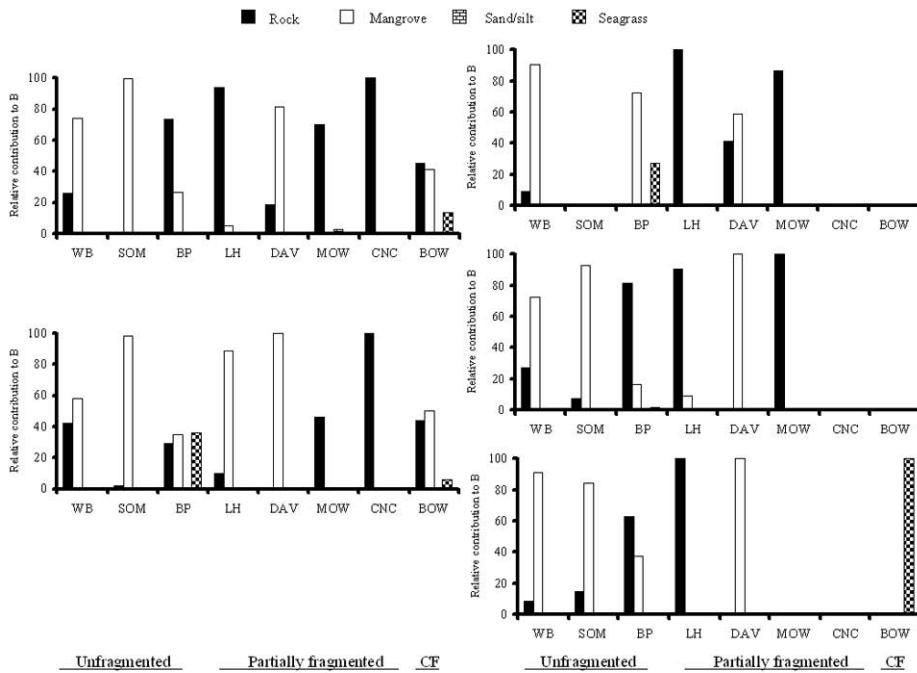 Rock Mangrove Sand/silt Seagrass
Relative contribution to B
100
80
60
40
20
0
WB SOM BP LH DAV MOW CNC BOW
Relative contribution to B
100
80
60
40
20
0
WB SOM BP LH DAV MOW CNC BOW
Unfragmented Partially fragmented CF
Relative contribution to B
100
80
60
40
20
0
WB SOM BP LH DAV MOW CNC BOW
Relative contribution to B
100
80
60
40
20
0
WB SOM BP LH DAV MOW CNC BOW
Relative contribution to B
100
80
60
40
20
0
WB SOM BP LH DAV MOW CNC BOW
Unfragmented Partially fragmented CF